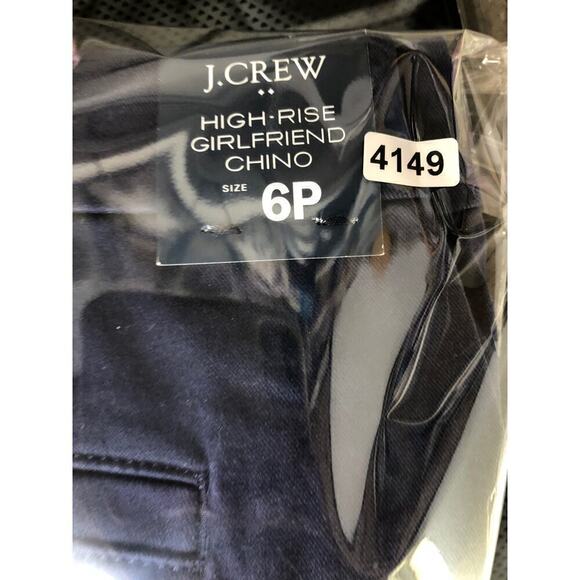 J.CREW
HIGH-RISE
GIRLFRIEND
CHINO
SIZE 6P
4149